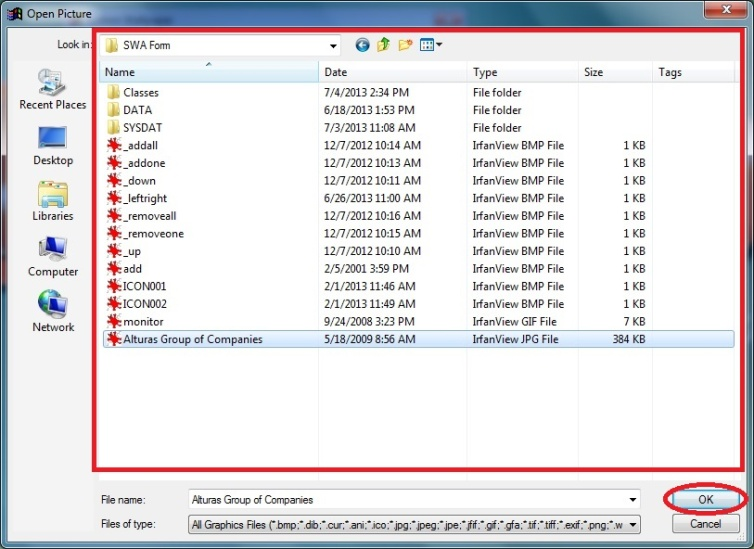 Open Picture
Look in: SWA Form
Name Date Type Size Tags
Classes 7/4/2013 2:34 PM File folder
DATA 6/18/2013 1:53 PM File folder
SYSDAT 7/3/2013 11:08 AM File folder
_addall 12/7/2012 10:14 AM IrfanView BMP File 1 KB
_addone 12/7/2012 10:13 AM IrfanView BMP File 1 KB
_down 12/7/2012 10:11 AM IrfanView BMP File 1 KB
_leftright 6/26/2013 11:00 AM IrfanView BMP File 1 KB
_removeall 12/7/2012 10:16 AM IrfanView BMP File 1 KB
_removeone 12/7/2012 10:15 AM IrfanView BMP File 1 KB
_up 12/7/2012 10:10 AM IrfanView BMP File 1 KB
add 2/5/2001 3:59 PM IrfanView BMP File 1 KB
ICON001 2/1/2013 11:46 AM IrfanView BMP File 1 KB
ICON002 2/1/2013 11:49 AM IrfanView BMP File 1 KB
monitor 9/24/2008 3:23 PM IrfanView GIF File 7 KB
Alturas Group of Companies 5/18/2009 8:56 AM IrfanView JPG File 384 KB
Recent Places
Desktop
Libraries
Computer
Network
File name: Alturas Group of Companies OK
Files of type: All Graphics Files (*.bmp;*.dib;*.cur;*.ani;*.ico;*.jpg;*.jpeg;*.jpe;*.jfif;*.gif;*.gfa;*.tif;*.tiff;*.exif;*.png;*.w Cancel